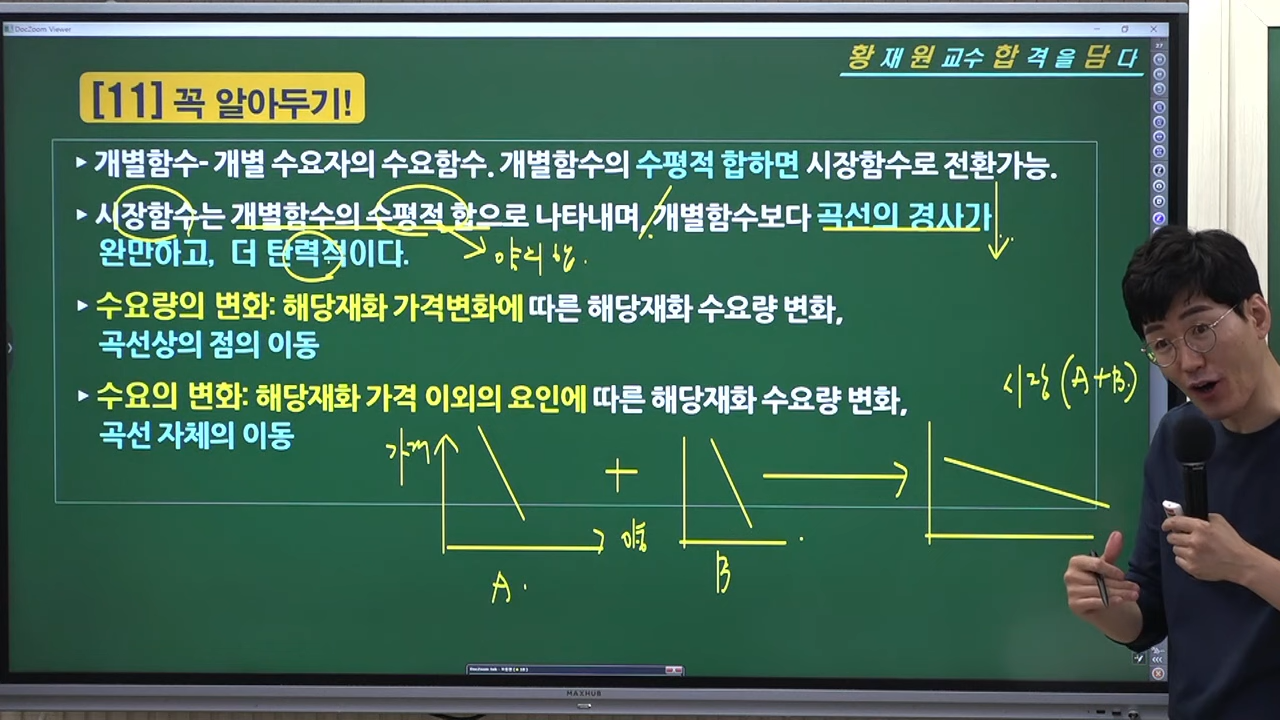 DocZoom Viewer
황재원 교수 합격을 담다
[11] 꼭 알아두기!
▸ 개별함수- 개별 수요자의 수요함수. 개별함수의 수평적 합하면 시장함수로 전환가능.
▸ 시장함수는 개별함수의 수평적 합으로 나타내며, 개별함수보다 곡선의 경사가
완만하고, 더 탄력적이다.
양의 합.
▸ 수요량의 변화: 해당재화 가격변화에 따른 해당재화 수요량 변화,
곡선상의 점의 이동
시장 (A+B)
▸ 수요의 변화: 해당재화 가격 이외의 요인에 따른 해당재화 수요량 변화,
곡선 자체의 이동
+
A
B
MAXHUB